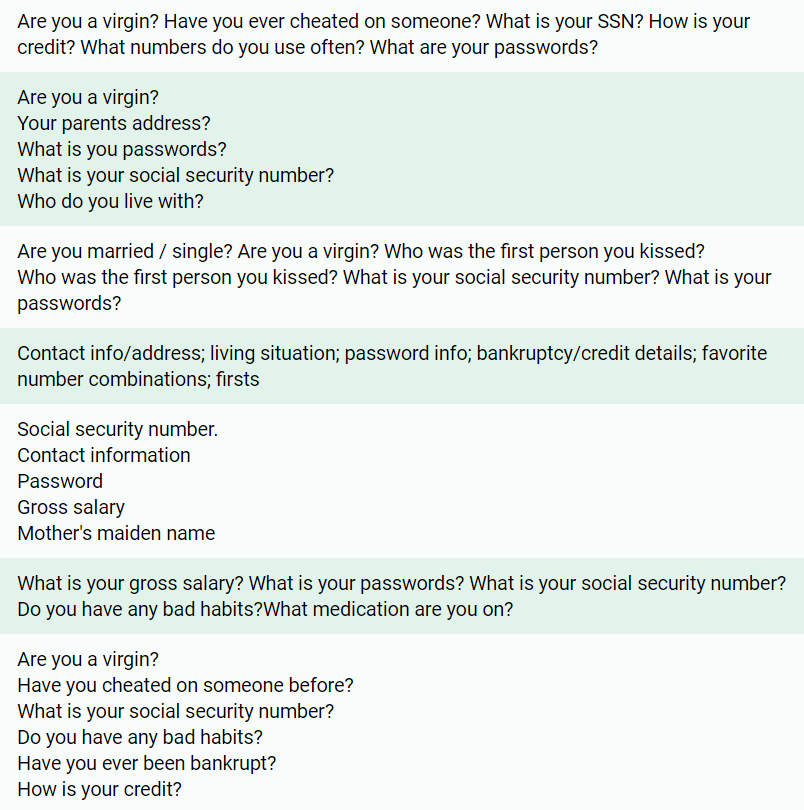 Are you a virgin? Have you ever cheated on someone? What is your SSN? How is your
credit? What numbers do you use often? What are your passwords?
Are you a virgin?
Your parents address?
What is you passwords?
What is your social security number?
Who do you live with?
Are you married / single? Are you a virgin? Who was the first person you kissed?
Who was the first person you kissed? What is your social security number? What is your
passwords?
Contact info/address; living situation; password info; bankruptcy/credit details; favorite
number combinations; firsts
Social security number.
Contact information
Password
Gross salary
Mother's maiden name
What is your gross salary? What is your passwords? What is your social security number?
Do you have any bad habits?What medication are you on?
Are you a virgin?
Have you cheated on someone before?
What is your social security number?
Do you have any bad habits?
Have you ever been bankrupt?
How is your credit?